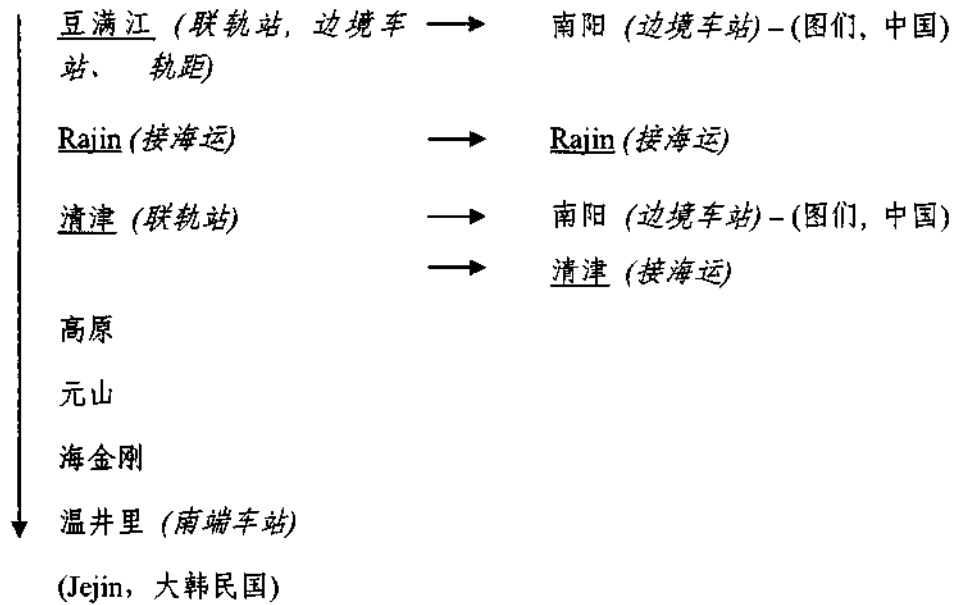 豆满江 (联轨站, 边境车站、 轨距) → 南阳 (边境车站) – (图们, 中国)
Rajin (接海运) → Rajin (接海运)
清津 (联轨站) → 南阳 (边境车站) – (图们, 中国)
→ 清津 (接海运)
高原
元山
海金刚
温井里 (南端车站)
(Jejin, 大韩民国)